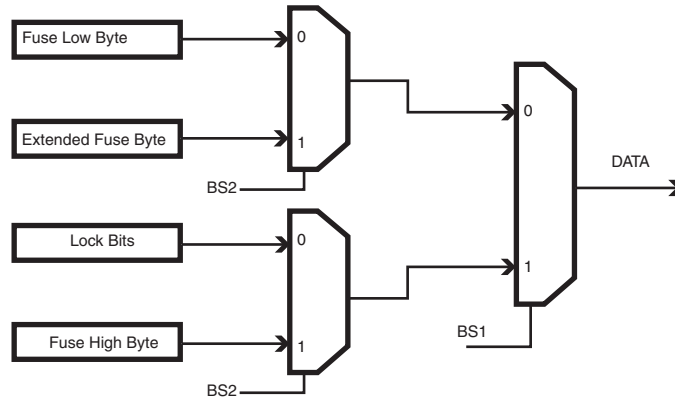 Fuse Low Byte
0
Extended Fuse Byte
1
BS2
0
DATA
Lock Bits
0
1
Fuse High Byte
1
BS1
BS2